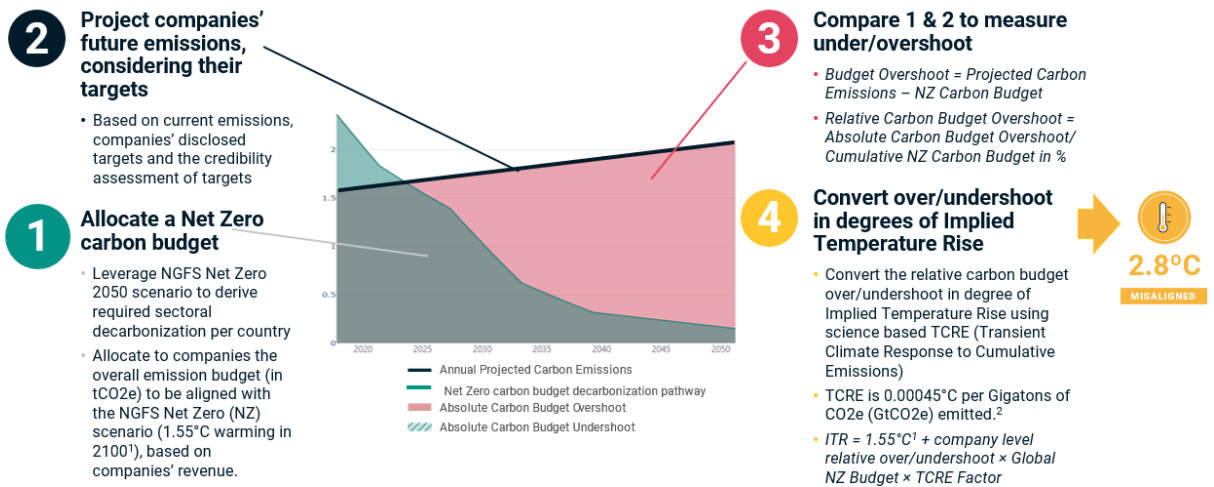 2
Project companies’
future emissions,
considering their
targets
• Based on current emissions,
companies’ disclosed
targets and the credibility
assessment of targets
1
Allocate a Net Zero
carbon budget
• Leverage NGFS Net Zero
2050 scenario to derive
required sectoral
decarbonization per country
• Allocate to companies the
overall emission budget (in
tCO2e) to be aligned with
the NGFS Net Zero (NZ)
scenario (1.55°C warming in
2100¹), based on
companies’ revenue.
2
1.5
1
0.5
0
2020 2025 2030 2035 2040 2045 2050
Annual Projected Carbon Emissions
Net Zero carbon budget decarbonization pathway
Absolute Carbon Budget Overshoot
Absolute Carbon Budget Undershoot
3
Compare 1 & 2 to measure
under/overshoot
• Budget Overshoot = Projected Carbon
Emissions – NZ Carbon Budget
• Relative Carbon Budget Overshoot =
Absolute Carbon Budget Overshoot/
Cumulative NZ Carbon Budget in %
4
Convert over/undershoot
in degrees of Implied
Temperature Rise
• Convert the relative carbon budget
over/undershoot in degree of
Implied Temperature Rise using
science based TCRE (Transient
Climate Response to Cumulative
Emissions)
• TCRE is 0.00045°C per Gigatons of
CO2e (GtCO2e) emitted.²
• ITR = 1.55°C¹ + company level
relative over/undershoot × Global
NZ Budget × TCRE Factor
2.8°C
MISALIGNED